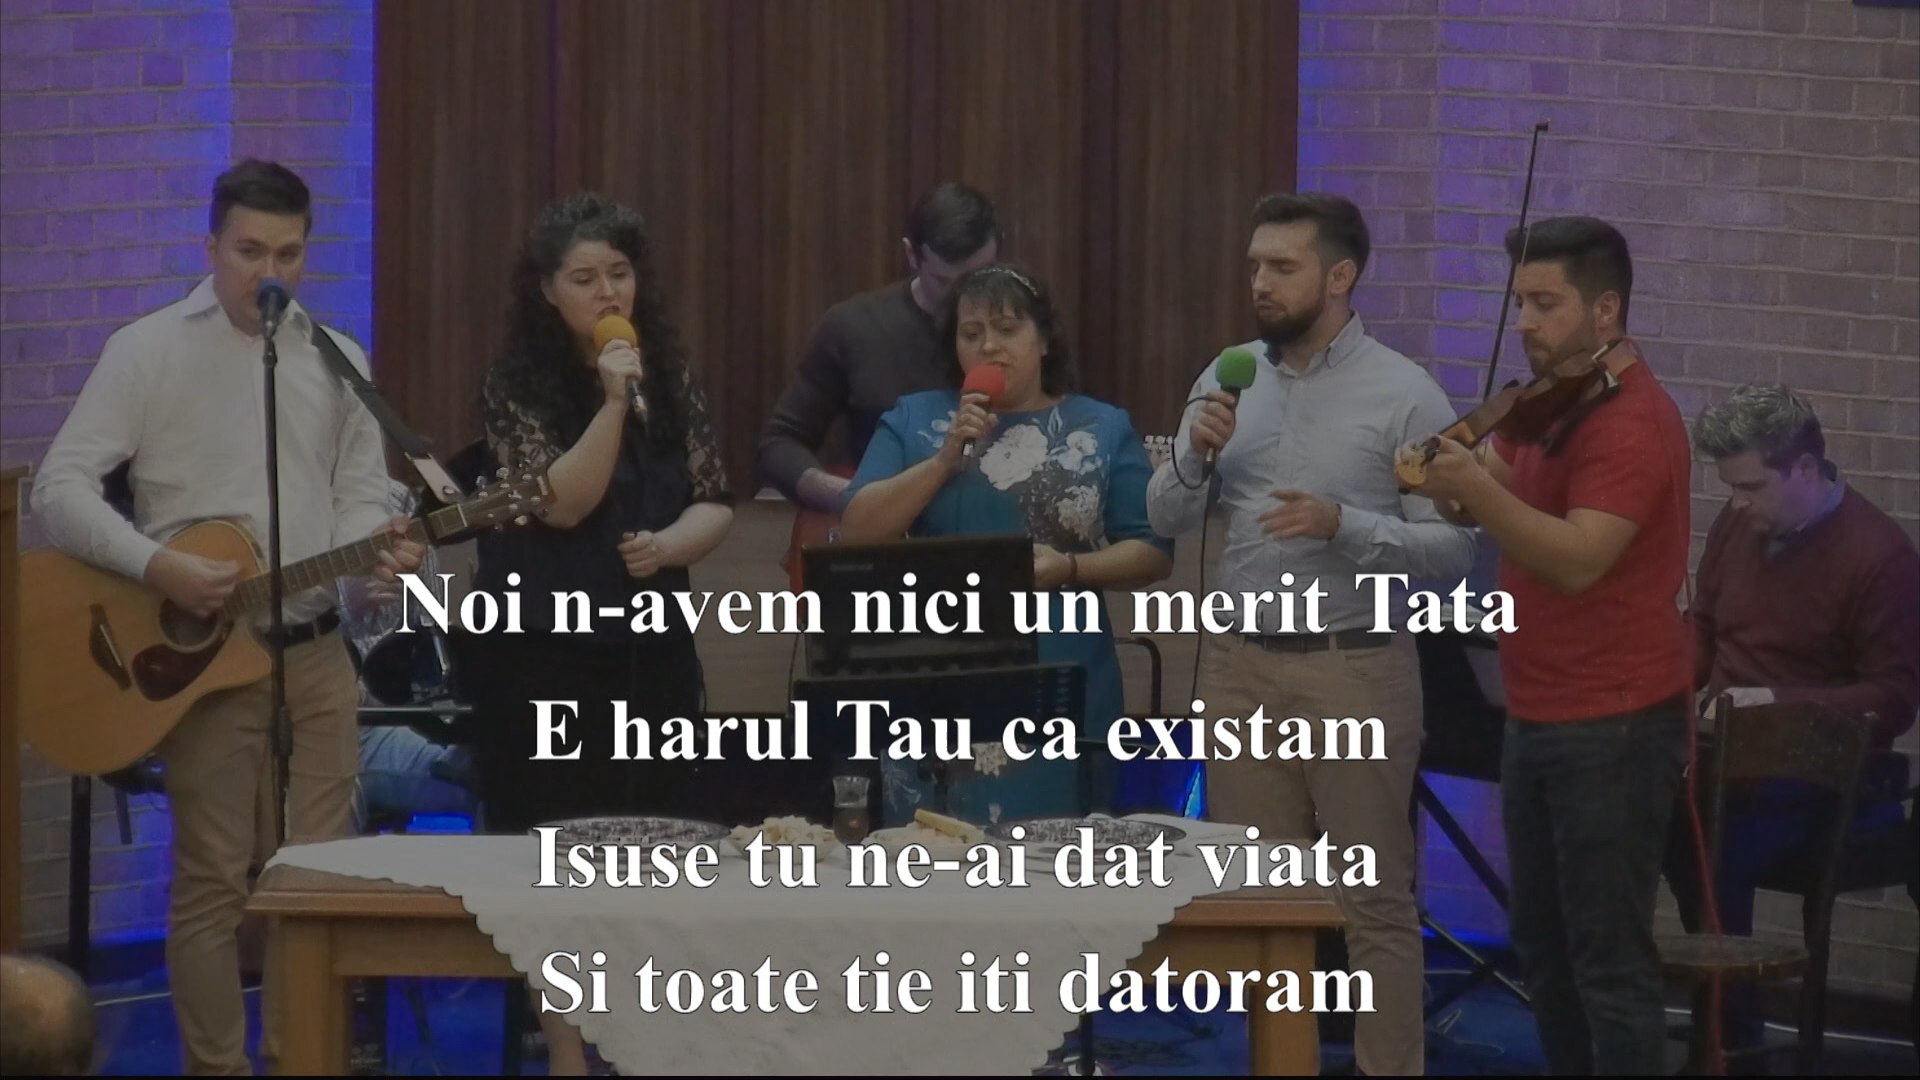 Noi n-avem nici un merit Tata
E harul Tau ca existam
Isuse tu ne-ai dat viata
Si toate tie iti datoram